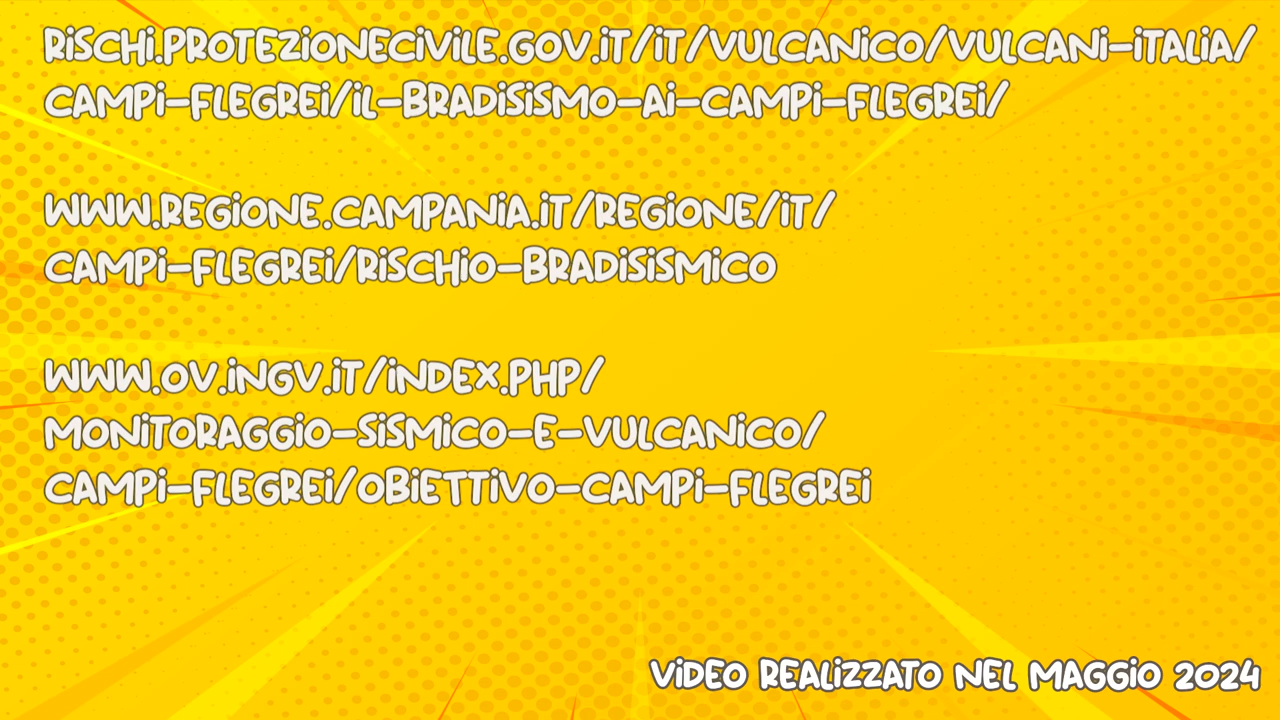 RiSCHi.PROTEZiONECiViLE.GOV.iT/iT/VULCANiCO/VULCANi-iTALiA/
CAMPi-FLEGREi/iL-BRADiSiSMO-Ai-CAMPi-FLEGREi/
WWW.REGiONE.CAMPANiA.iT/REGiONE/iT/
CAMPi-FLEGREi/RiSCHiO-BRADiSiSMiCO
WWW.OV.iNGV.iT/iNDEX.PHP/
MONiTORAGGiO-SiSMiCO-E-VULCANiCO/
CAMPi-FLEGREi/OBiETTiVO-CAMPi-FLEGREi
ViDEO REALiZZATO NEL MAGGiO 2024